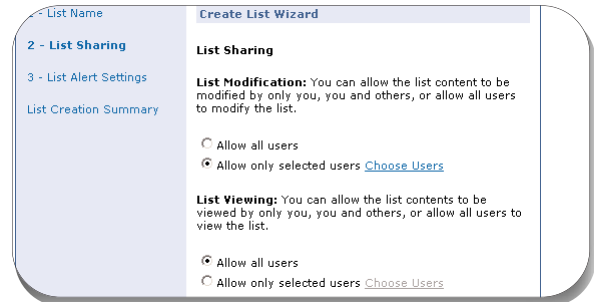 - List Name
2 - List Sharing
3 - List Alert Settings
List Creation Summary
Create List Wizard
List Sharing
List Modification: You can allow the list content to be
modified by only you, you and others, or allow all users
to modify the list.
Allow all users
Allow only selected users Choose Users
List Viewing: You can allow the list contents to be
viewed by only you, you and others, or allow all users to
view the list.
Allow all users
Allow only selected users Choose Users